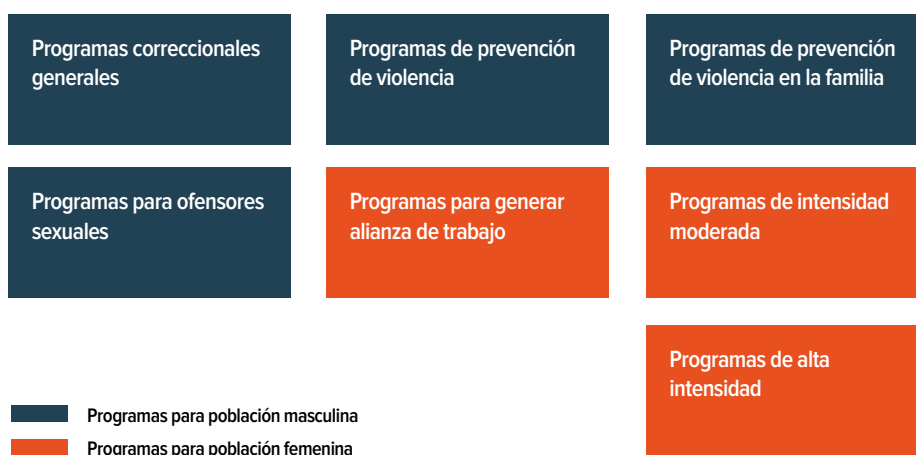 Programas correccionales
generales
Programas de prevención
de violencia
Programas de prevención
de violencia en la familia
Programas para ofensores
sexuales
Programas para generar
alianza de trabajo
Programas de intensidad
moderada
Programas de alta
intensidad
Programas para población masculina
Programas para población femenina